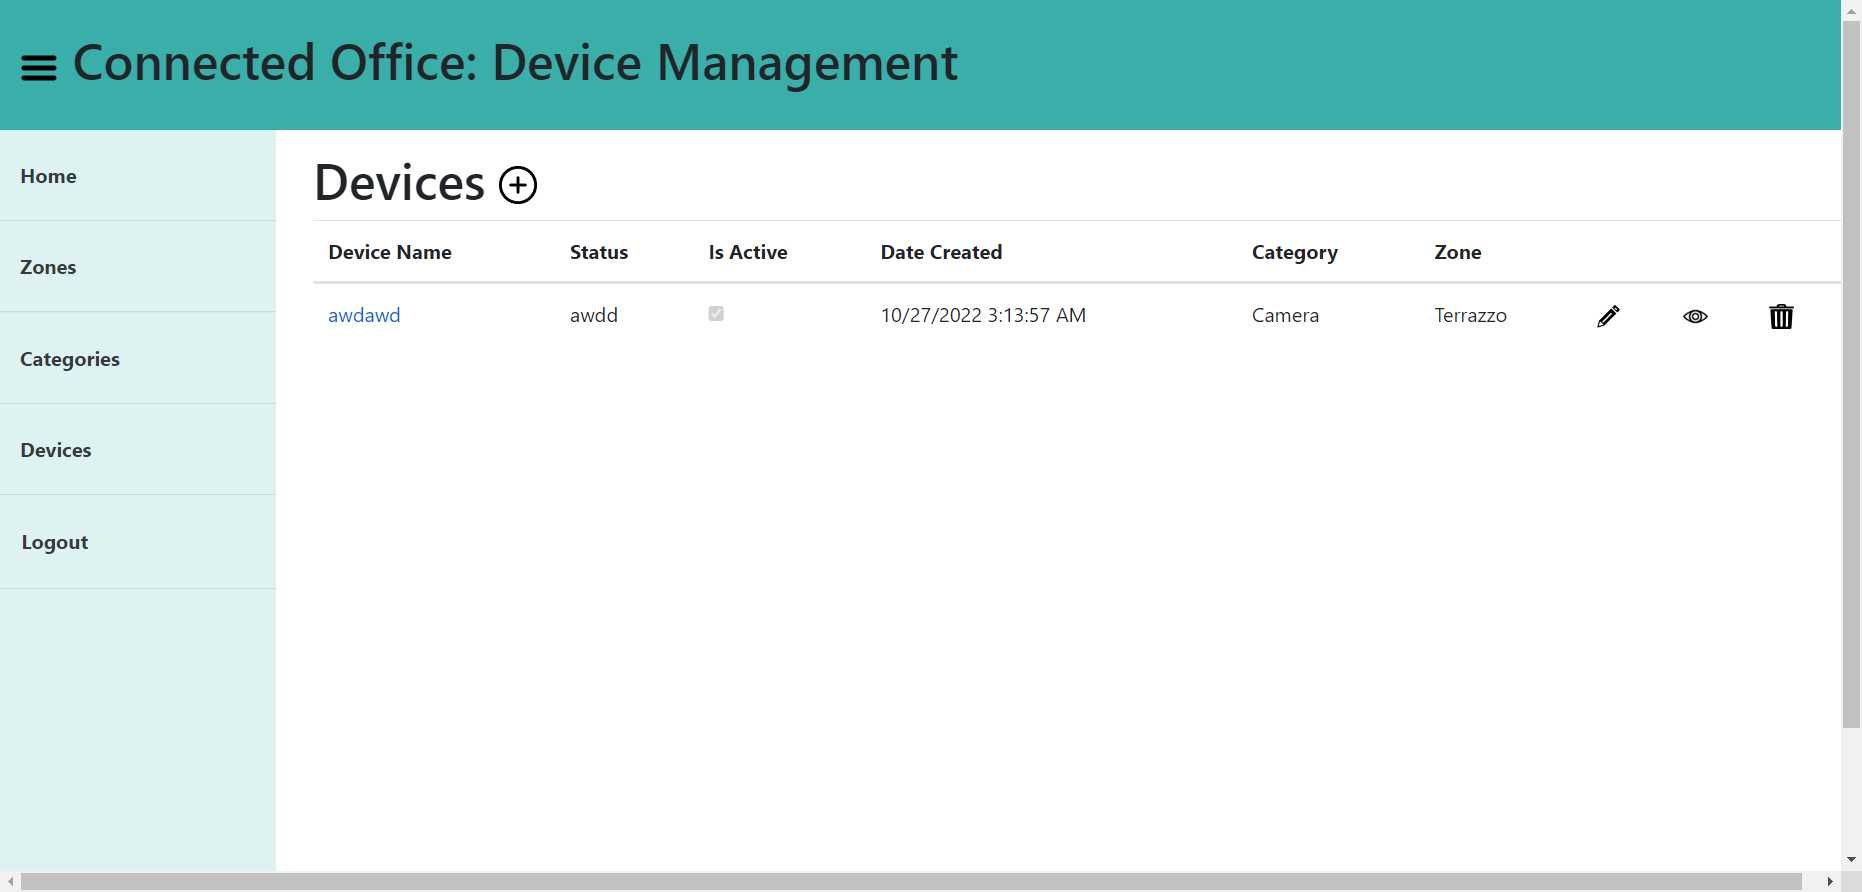 Connected Office: Device Management
Home
Zones
Categories
Devices
Logout
Devices
Device Name Status Is Active Date Created Category Zone
awdawd awdd 10/27/2022 3:13:57 AM Camera Terrazzo